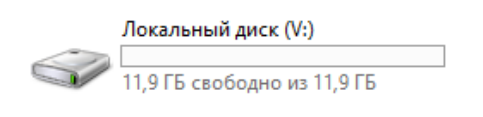 Локальный диск (V:)
11,9 ГБ свободно из 11,9 ГБ